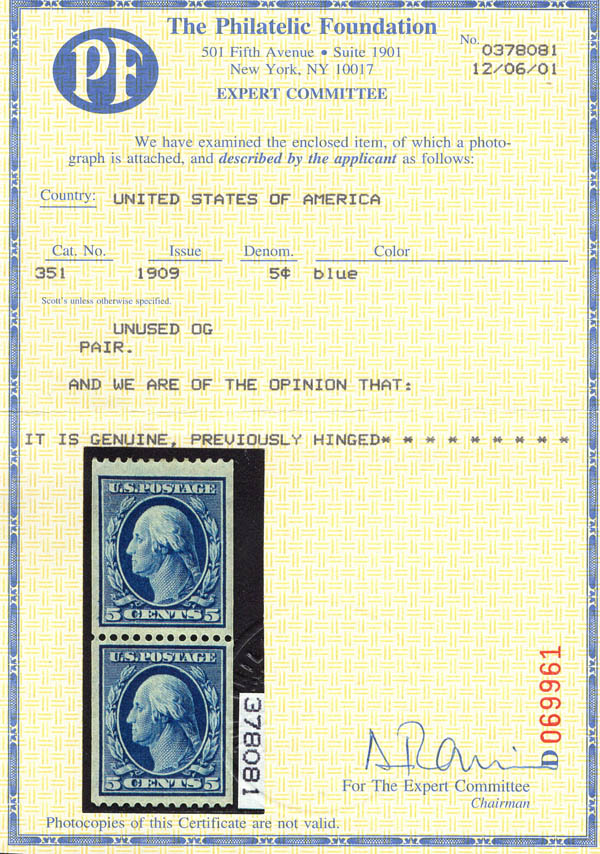 PF
The Philatelic Foundation
501 Fifth Avenue • Suite 1901
New York, NY 10017
EXPERT COMMITTEE
No. 0378081
12/06/01
We have examined the enclosed item, of which a photo-
graph is attached, and described by the applicant as follows:
Country: UNITED STATES OF AMERICA
Cat. No. Issue Denom. Color
351 1909 5¢ blue
Scott's unless otherwise specified.
UNUSED OG
PAIR.
AND WE ARE OF THE OPINION THAT:
IT IS GENUINE, PREVIOUSLY HINGED* * * * * * * * *
U.S. POSTAGE
5 CENTS 5
U.S. POSTAGE
5 CENTS 5
378081
D 069961
For The Expert Committee
Chairman
Photocopies of this Certificate are not valid.